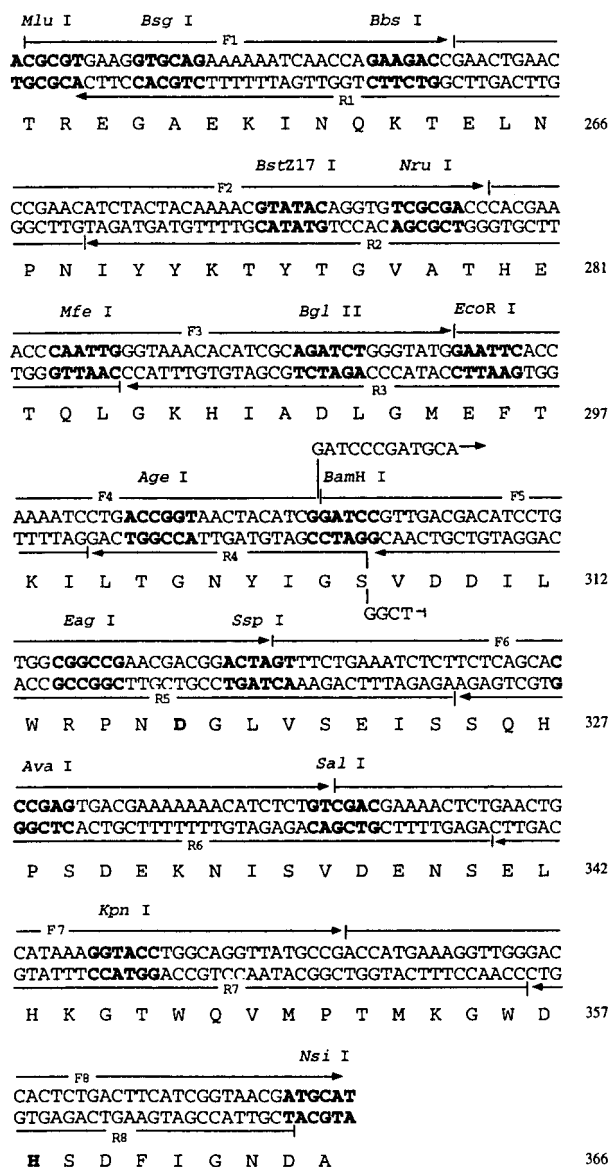 Mlu I Bsg I Bbs I
F1
ACGCGTGAAGGTGCAGAAAAAATCAACCAGAAGACCGAACTGAAC
TGCGCACTTCCACGTCTTTTTTAGTTGGTCTTCTGGCTTGACTTG
R1
T R E G A E K I N Q K T E L N 266
BstZ17 I Nru I
F2
CCGAACATCTACTACAAAACGTATACAGGTGTCGCGACCCACGAA
GGCTTGTAGATGATGTTTTGCATATGTCCACAGCGCTGGGTGCTT
R2
P N I Y Y K T Y T G V A T H E 281
Mfe I Bgl II EcoR I
F3
ACCCAATTGGGTAAACACATCGCAGATCTGGGTATGGAATTCACC
TGGGTTAACCCATTTGTGTAGCGTCTAGACCCATACCTTAAGTGG
R3
T Q L G K H I A D L G M E F T 297
GATCCCGATGCA
Age I BamH I
F4 F5
AAAATCCTGACCGGTAACTACATCGGATCCGTTGACGACATCCTG
TTTTAGGACTGGCCATTGATGTAGCCTAGGCAACTGCTGTAGGAC
R4
K I L T G N Y I G S V D D I L 312
GGCT
Eag I Ssp I
F6
TGGCGGCCGAACGACGGACTAGTTTCTGAAATCTCTTCTCAGCAC
ACCGCCGGCTTGCTGCCTGATCAAAGACTTTAGAGAAGAGTCGTG
R5
W R P N D G L V S E I S S Q H 327
Ava I Sal I
CCGAGTGACGAAAAAAACATCTCTGTCGACGAAAACTCTGAACTG
GGCTCACTGCTTTTTTTGTAGAGACAGCTGCTTTTGAGACTTGAC
R6
P S D E K N I S V D E N S E L 342
Kpn I
F7
CATAAAGGTACCTGGCAGGTTATGCCGACCATGAAAGGTTGGGAC
GTATTTCCATGGACCGTCCAATACGGCTGGTACTTTCCAACCCTG
R7
H K G T W Q V M P T M K G W D 357
Nsi I
F8
CACTCTGACTTCATCGGTAACGATGCAT
GTGAGACTGAAGTAGCCATTGCTACGTA
R8
H S D F I G N D A 366